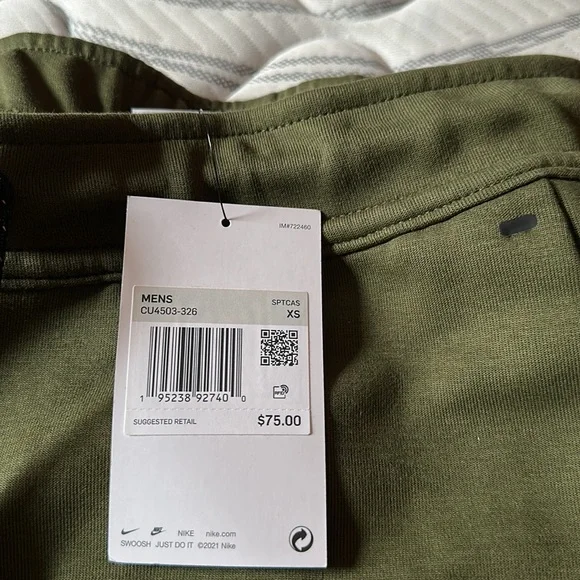 IM#722460
MENS
SPTCAS
CU4503-326
XS
RFID
1 95238 92740 0
SUGGESTED RETAIL
$75.00
NIKE nike.com
SWOOSH JUST DO IT ©2021 Nike